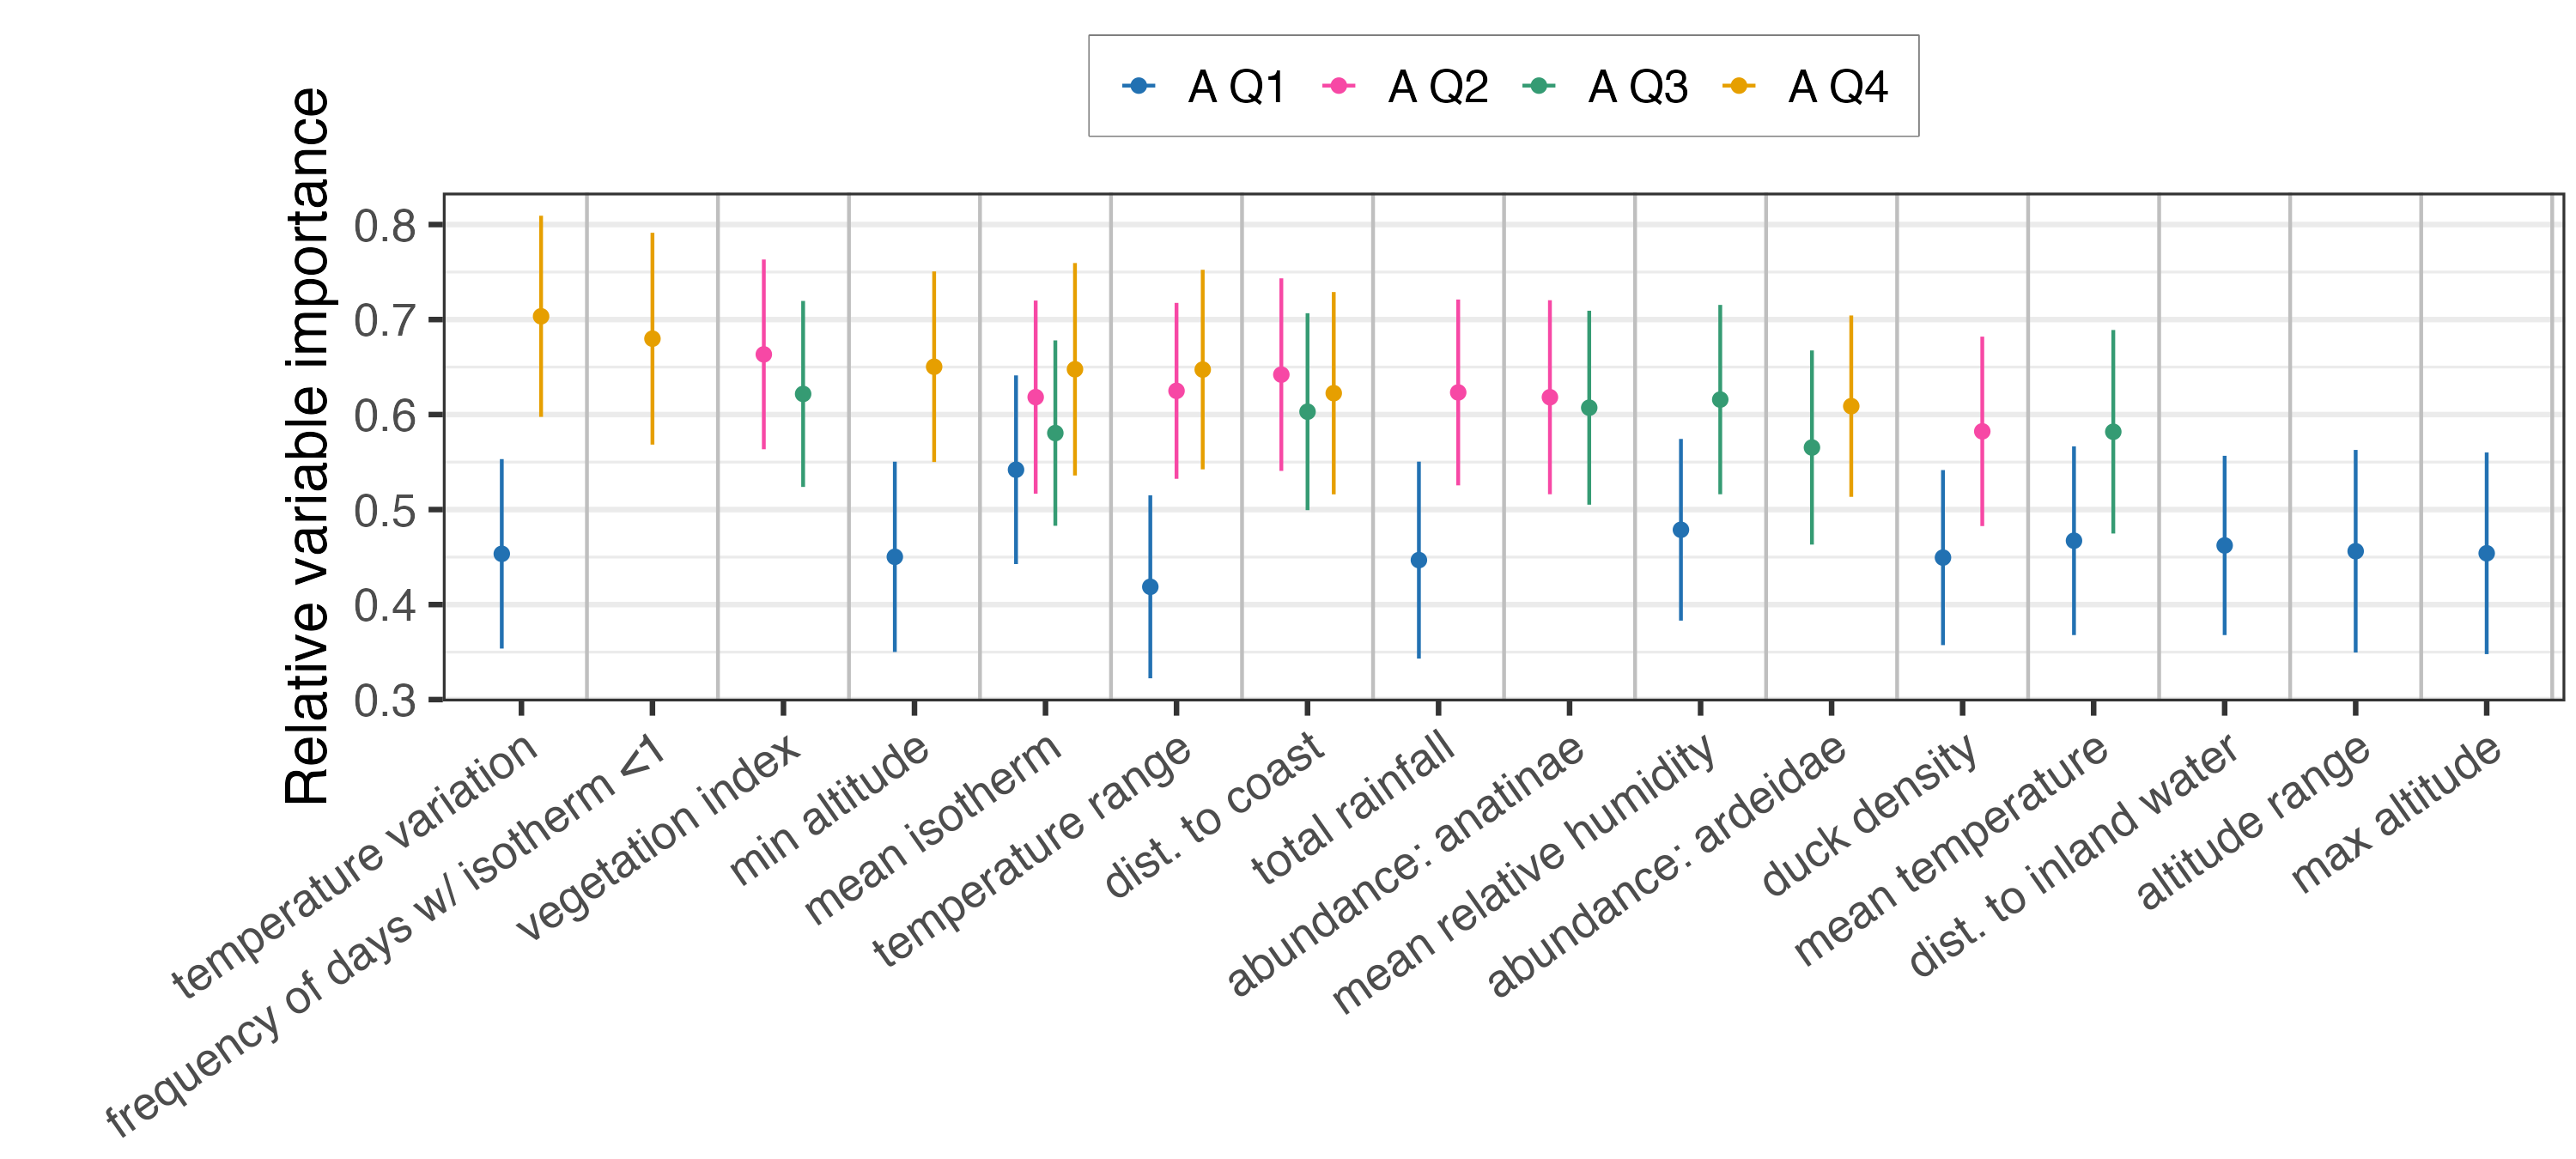 A Q1 A Q2 A Q3 A Q4
Relative variable importance
0.8
0.7
0.6
0.5
0.4
0.3
temperature variation
frequency of days w/ isotherm <1
vegetation index
min altitude
mean isotherm
temperature range
dist. to coast
total rainfall
abundance: anatinae
mean relative humidity
abundance: ardeidae
duck density
mean temperature
dist. to inland water
altitude range
max altitude